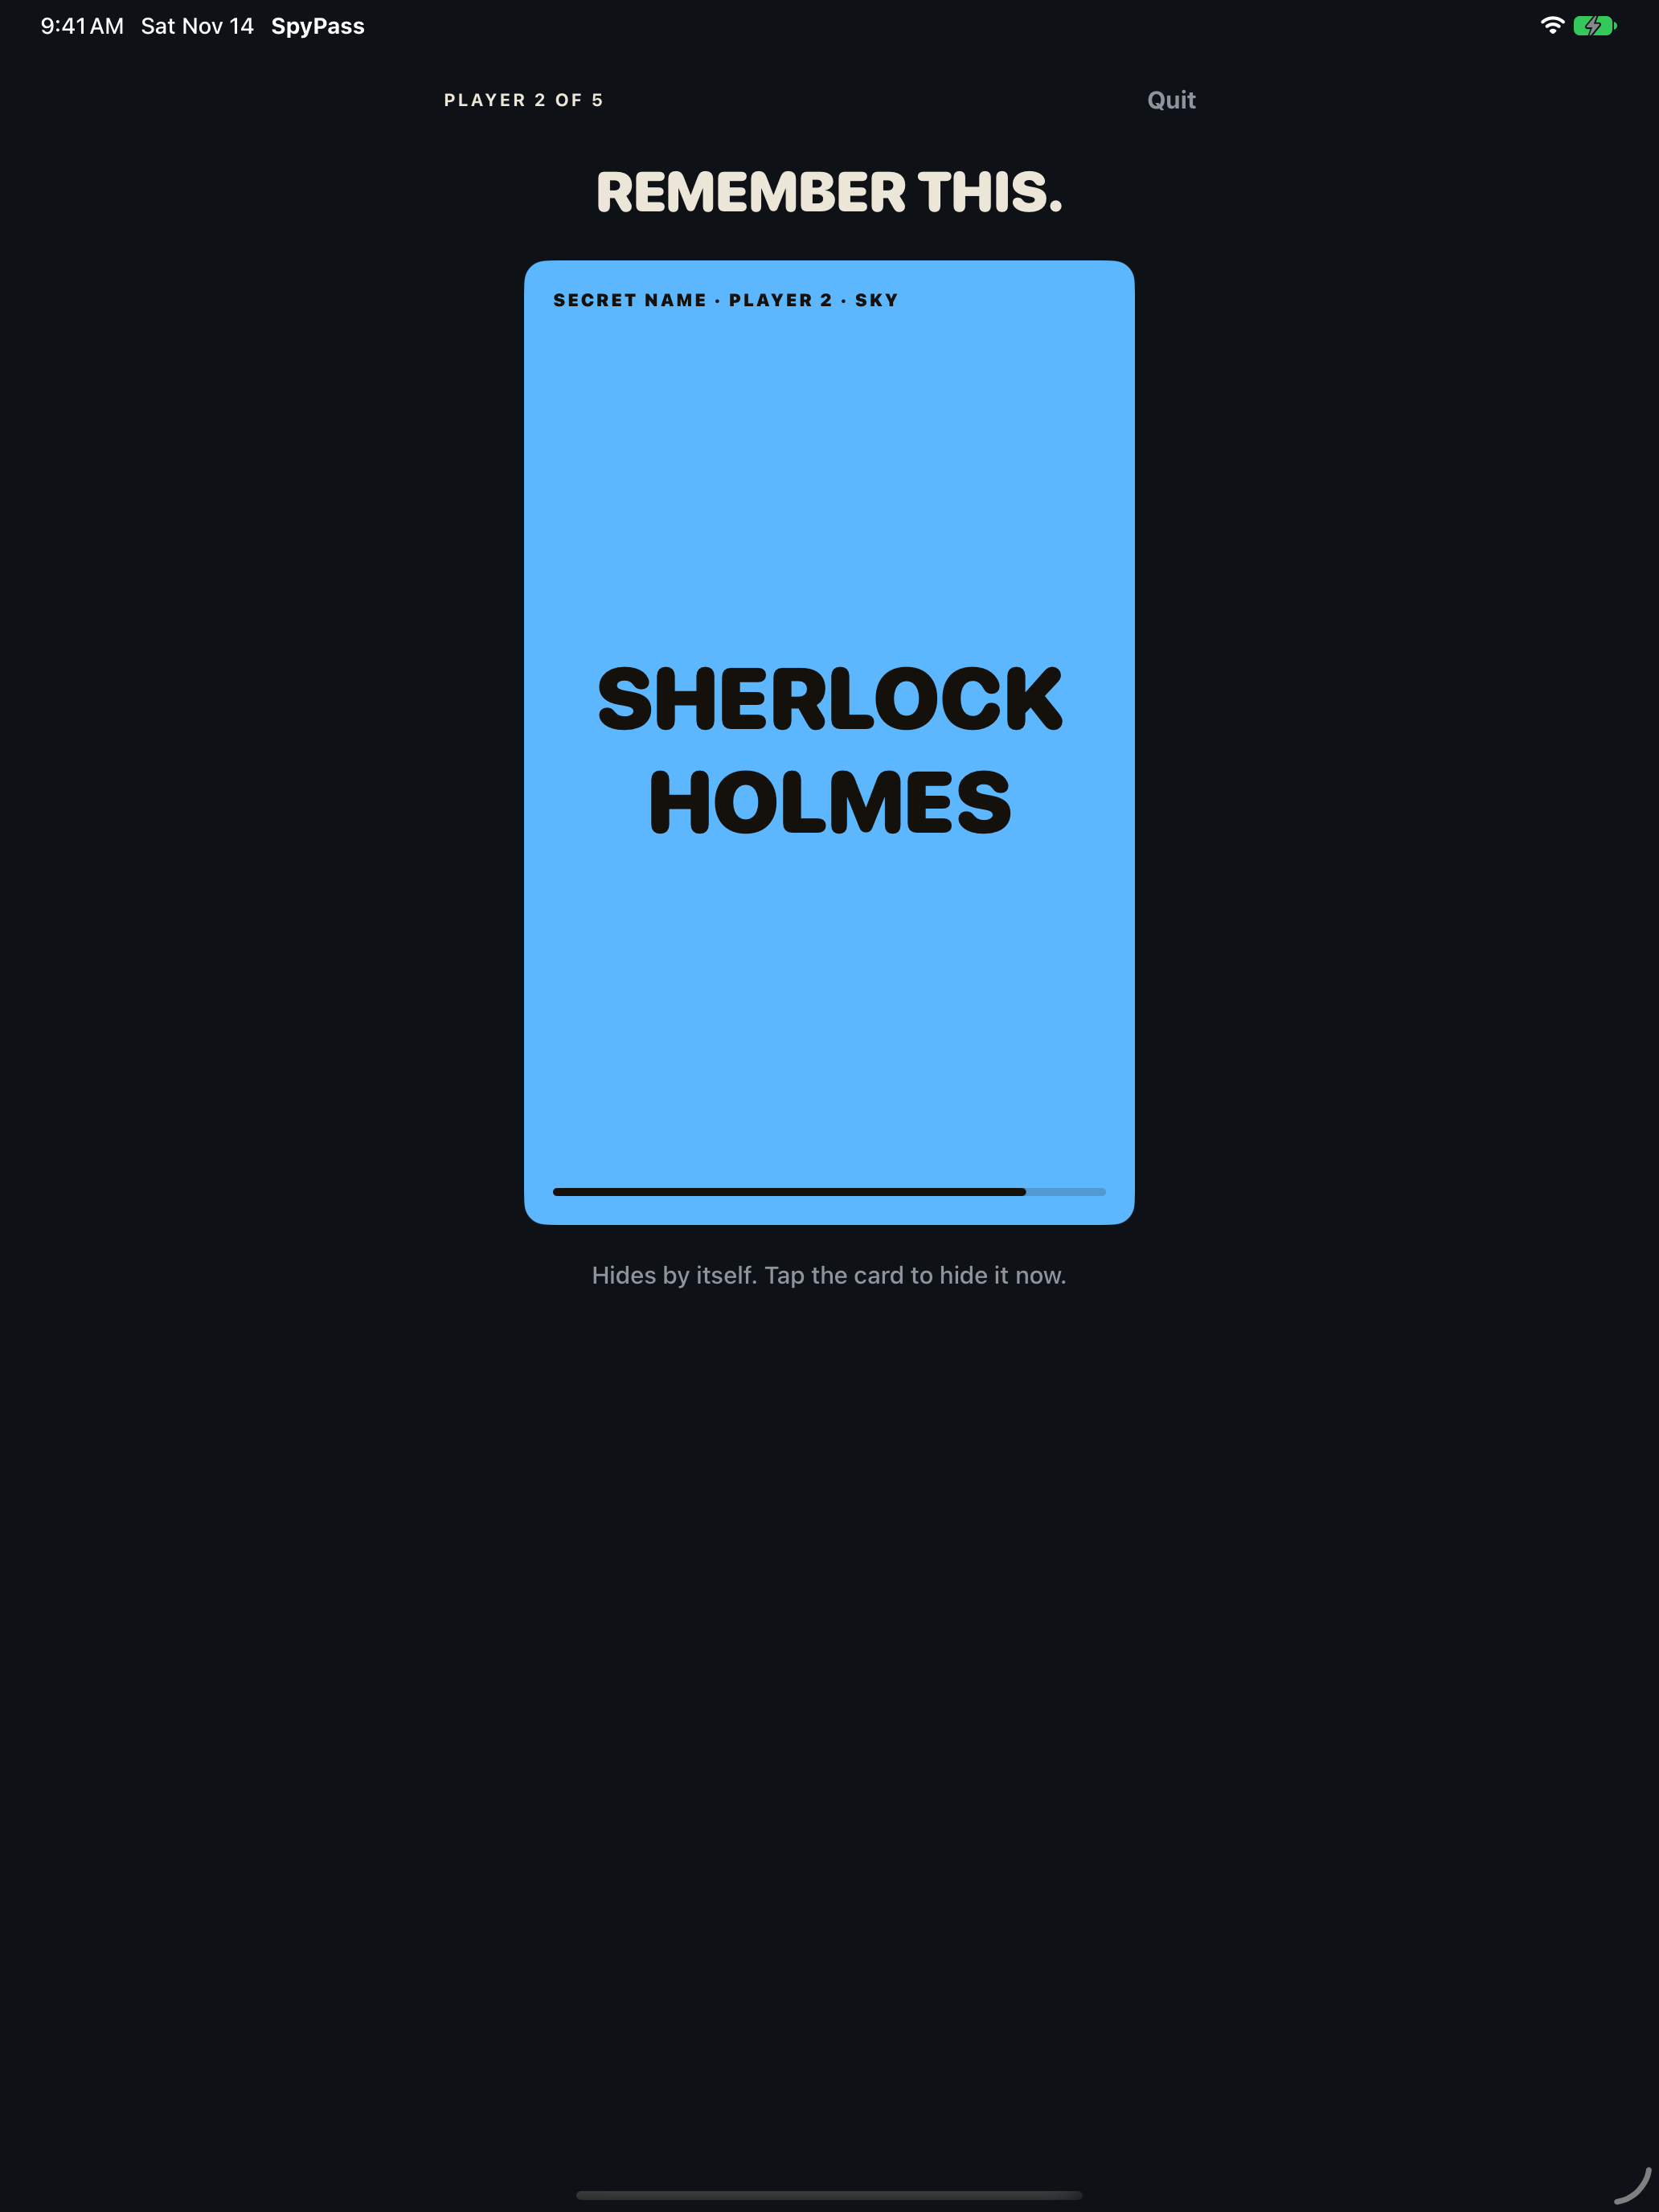 9:41 AM Sat Nov 14 SpyPass
PLAYER 2 OF 5
Quit
REMEMBER THIS.
SECRET NAME · PLAYER 2 · SKY
SHERLOCK
HOLMES
Hides by itself. Tap the card to hide it now.